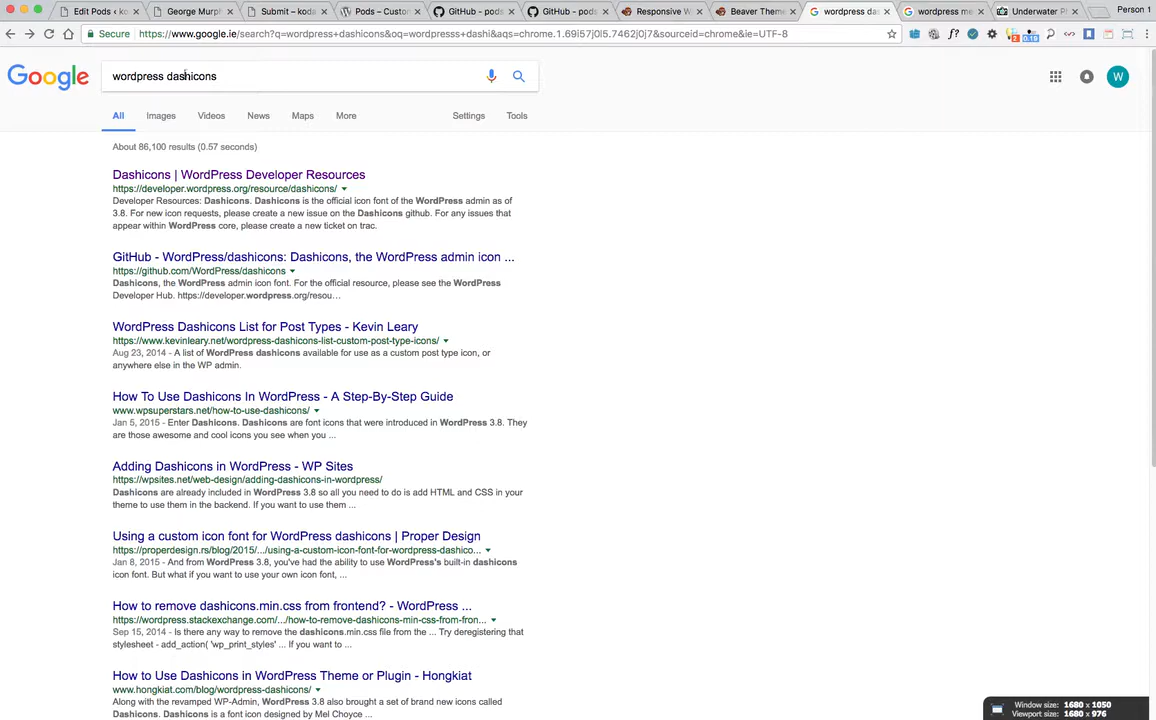 Edit Pods ‹ ko
George Murph
Submit – koda
Pods – Custom
GitHub - pods
GitHub - pods
Responsive W
Beaver Theme
wordpress das
wordpress me
Underwater Ph
Person 1
Secure https://www.google.ie/search?q=wordpress+dashicons&oq=wordpresss+dashi&aqs=chrome.1.69i57j0l5.7462j0j7&sourceid=chrome&ie=UTF-8
f?
2
0.19
Google
wordpress dashicons
W
All Images Videos News Maps More Settings Tools
About 86,100 results (0.57 seconds)
Dashicons | WordPress Developer Resources
https://developer.wordpress.org/resource/dashicons/
Developer Resources: Dashicons. Dashicons is the official icon font of the WordPress admin as of
3.8. For new icon requests, please create a new issue on the Dashicons github. For any issues that
appear within WordPress core, please create a new ticket on trac.
GitHub - WordPress/dashicons: Dashicons, the WordPress admin icon ...
https://github.com/WordPress/dashicons
Dashicons, the WordPress admin icon font. For the official resource, please see the WordPress
Developer Hub. https://developer.wordpress.org/resou…
WordPress Dashicons List for Post Types - Kevin Leary
https://www.kevinleary.net/wordpress-dashicons-list-custom-post-type-icons/
Aug 23, 2014 - A list of WordPress dashicons available for use as a custom post type icon, or
anywhere else in the WP admin.
How To Use Dashicons In WordPress - A Step-By-Step Guide
www.wpsuperstars.net/how-to-use-dashicons/
Jan 5, 2015 - Enter Dashicons. Dashicons are font icons that were introduced in WordPress 3.8. They
are those awesome and cool icons you see when you ...
Adding Dashicons in WordPress - WP Sites
https://wpsites.net/web-design/adding-dashicons-in-wordpress/
Dashicons are already included in WordPress 3.8 so all you need to do is add HTML and CSS in your
theme to use them in the backend. If you want to use them ...
Using a custom icon font for WordPress dashicons | Proper Design
https://properdesign.rs/blog/2015/.../using-a-custom-icon-font-for-wordpress-dashico...
Jan 8, 2015 - And from WordPress 3.8, you've had the ability to use WordPress's built-in dashicons
icon font. But what if you want to use your own icon font, ...
How to remove dashicons.min.css from frontend? - WordPress ...
https://wordpress.stackexchange.com/.../how-to-remove-dashicons-min-css-from-fron...
Sep 15, 2014 - Is there any way to remove the dashicons.min.css file from the ... Try deregistering that
stylesheet - add_action( 'wp_print_styles' ... If you want to ...
How to Use Dashicons in WordPress Theme or Plugin - Hongkiat
www.hongkiat.com/blog/wordpress-dashicons/
Along with the revamped WP-Admin, WordPress 3.8 also brought a set of brand new icons called
Dashicons. Dashicons is a font icon designed by Mel Choyce ...
Window size: 1680 x 1050
Viewport size: 1680 x 976